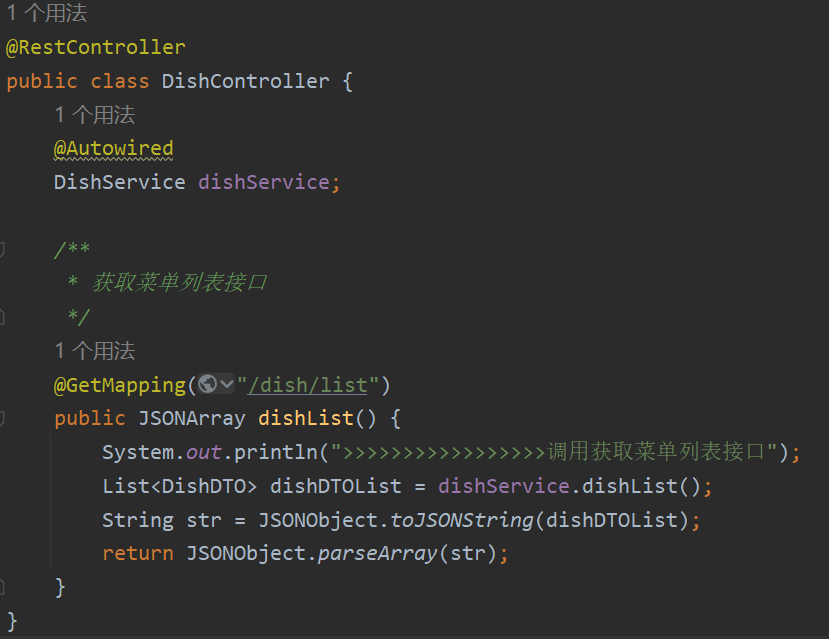 1 个用法
@RestController
public class DishController {
1 个用法
@Autowired
DishService dishService;
/**
* 获取菜单列表接口
*/
1 个用法
@GetMapping("/dish/list")
public JSONArray dishList() {
System.out.println(">>>>>>>>>>>>>>>>>调用获取菜单列表接口");
List<DishDTO> dishDTOList = dishService.dishList();
String str = JSONObject.toJSONString(dishDTOList);
return JSONObject.parseArray(str);
}
}